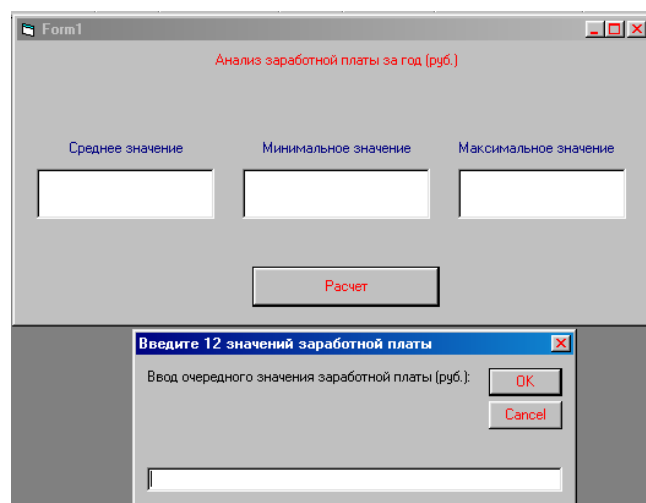 Form1
Анализ заработной платы за год (руб.)
Среднее значение
Минимальное значение
Максимальное значение
Расчет
Введите 12 значений заработной платы
Ввод очередного значения заработной платы (руб.):
OK
Cancel